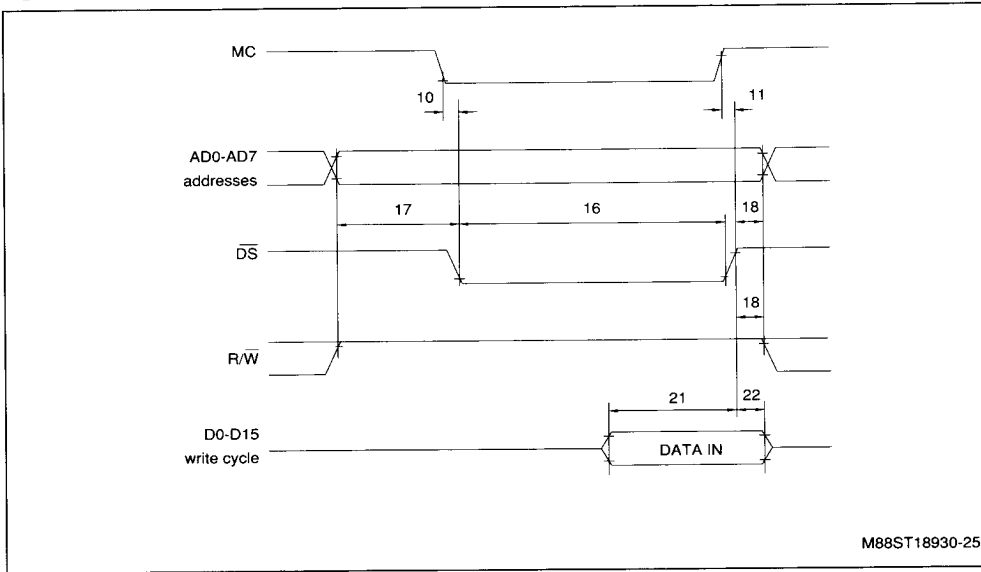 MC
10
11
AD0-AD7
addresses
17
16
18
D̅S̅
18
R/W̅
21
22
D0-D15
write cycle
DATA IN
M88ST18930-25